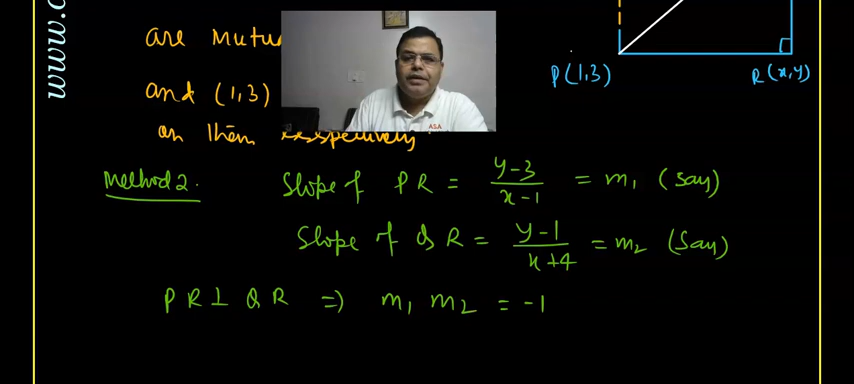 www.
are mutu
and (1,3)
on them respectively
P(1,3)
R(x,y)
ASA
Method 2.
Slope of PR = y-3 / x-1 = m₁ (say)
Slope of QR = y-1 / x+4 = m₂ (say)
PR ⊥ QR ⇒ m₁ m₂ = -1